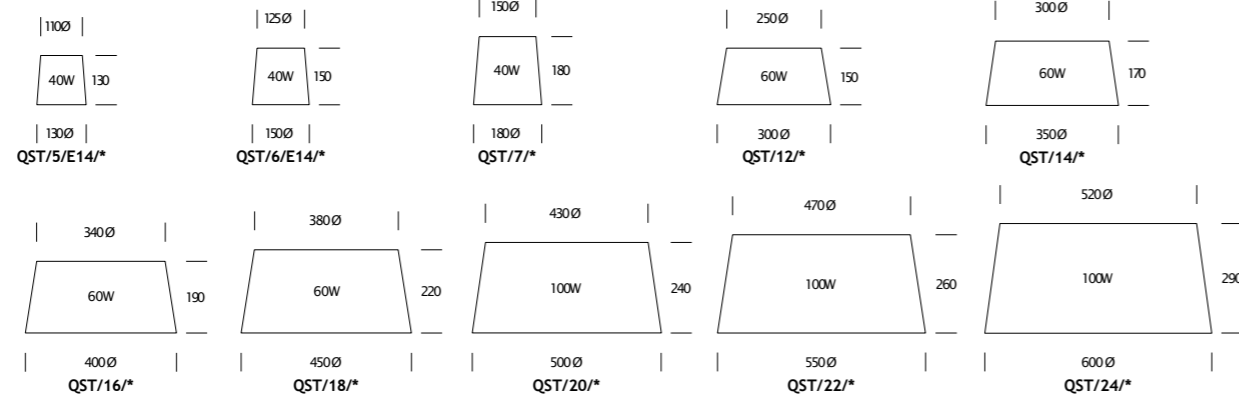 110Ø
40W
130
130Ø
QST/5/E14/*
125Ø
40W
150
150Ø
QST/6/E14/*
150Ø
40W
180
180Ø
QST/7/*
250Ø
60W
150
300Ø
QST/12/*
300Ø
60W
170
350Ø
QST/14/*
340Ø
60W
190
400Ø
QST/16/*
380Ø
60W
220
450Ø
QST/18/*
430Ø
100W
240
500Ø
QST/20/*
470Ø
100W
260
550Ø
QST/22/*
520Ø
100W
290
600Ø
QST/24/*